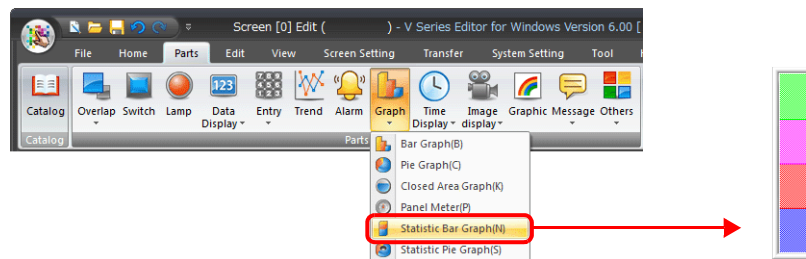 Screen [0] Edit ( ) - V Series Editor for Windows Version 6.00 [
File Home Parts Edit View Screen Setting Transfer System Setting Tool
123
Catalog Overlap Switch Lamp Data Display Entry Trend Alarm Graph Time Display Image display Graphic Message Others
Catalog Parts
Bar Graph(B)
Pie Graph(C)
Closed Area Graph(K)
Panel Meter(P)
Statistic Bar Graph(N)
Statistic Pie Graph(S)